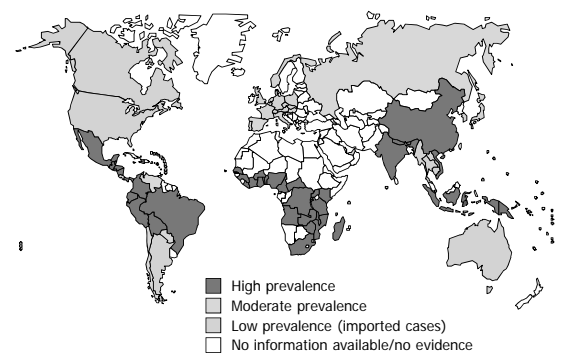 High prevalence
Moderate prevalence
Low prevalence (imported cases)
No information available/no evidence